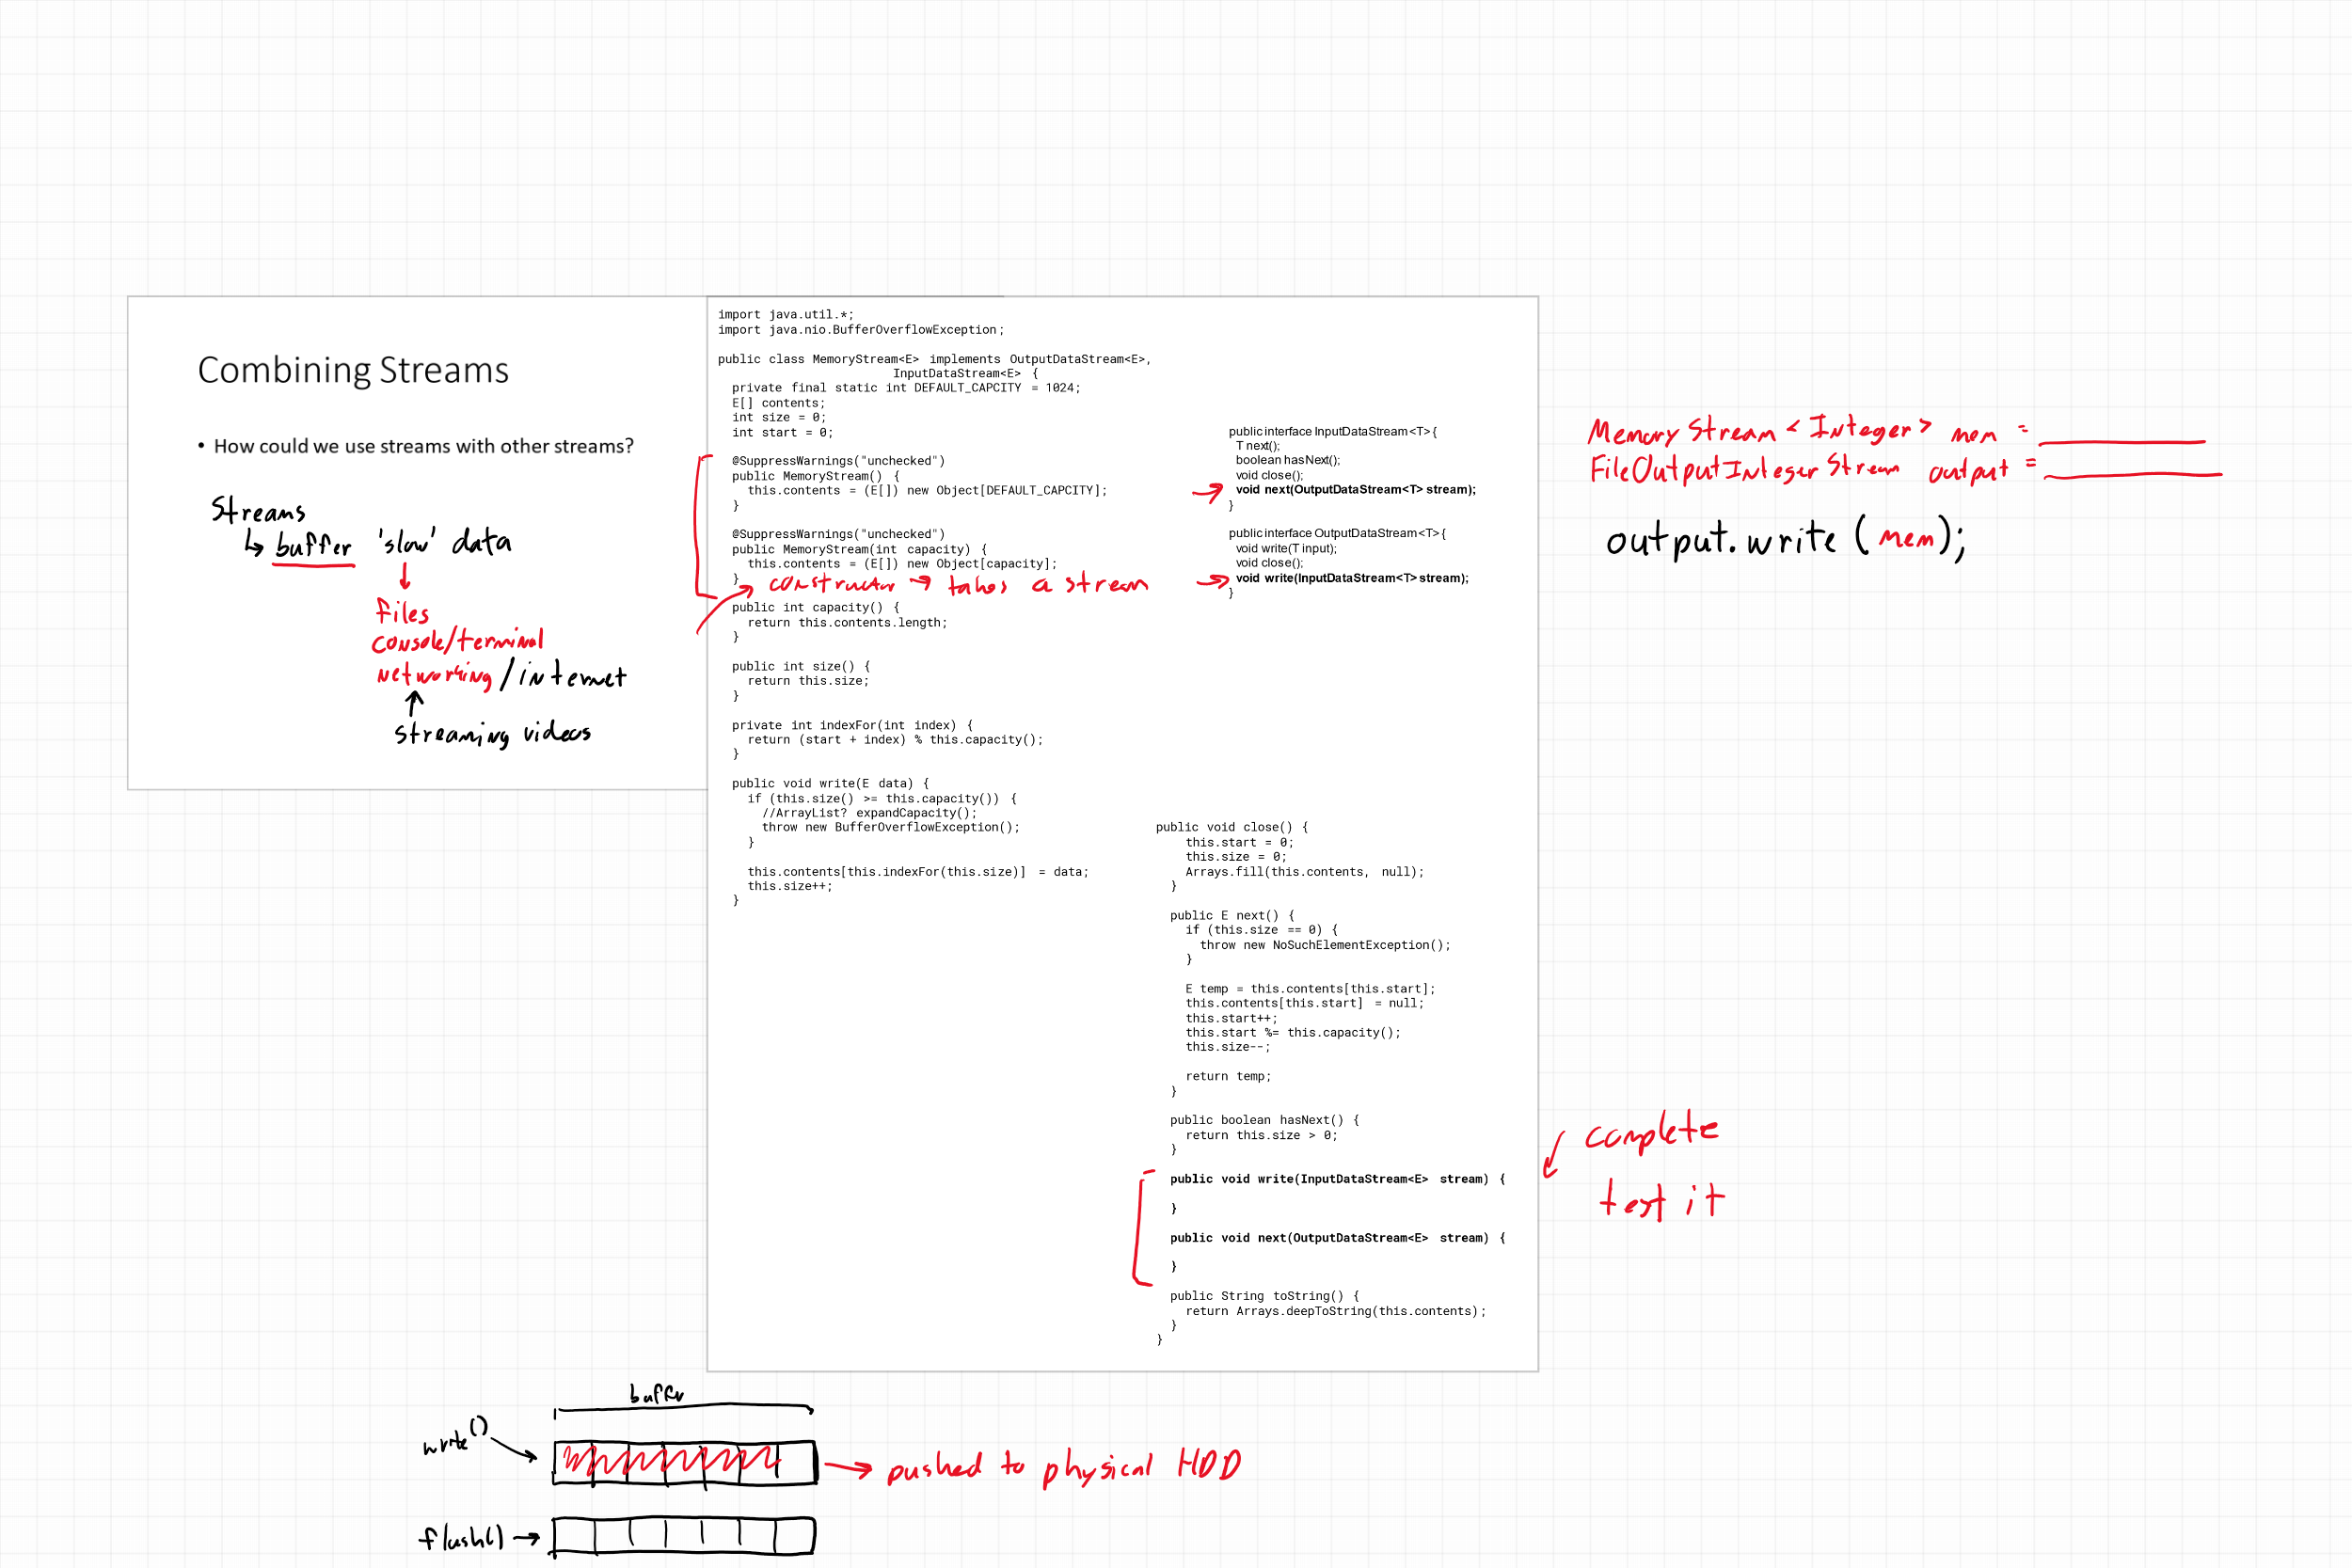 Combining Streams
• How could we use streams with other streams?
Streams
↳ buffer 'slow' data
files
console/terminal
networking/internet
streaming videos
import java.util.*;
import java.nio.BufferOverflowException;
public class MemoryStream<E> implements OutputDataStream<E>,
InputDataStream<E> {
private final static int DEFAULT_CAPCITY = 1024;
E[] contents;
int size = 0;
int start = 0;
@SuppressWarnings("unchecked")
public MemoryStream() {
this.contents = (E[]) new Object[DEFAULT_CAPCITY];
}
@SuppressWarnings("unchecked")
public MemoryStream(int capacity) {
this.contents = (E[]) new Object[capacity];
}
constructor → takes a stream
public int capacity() {
return this.contents.length;
}
public int size() {
return this.size;
}
private int indexFor(int index) {
return (start + index) % this.capacity();
}
public void write(E data) {
if (this.size() >= this.capacity()) {
//ArrayList? expandCapacity();
throw new BufferOverflowException();
}
this.contents[this.indexFor(this.size)] = data;
this.size++;
}
public interface InputDataStream<T> {
T next();
boolean hasNext();
void close();
void next(OutputDataStream<T> stream);
}
public interface OutputDataStream<T> {
void write(T input);
void close();
void write(InputDataStream<T> stream);
}
public void close() {
this.start = 0;
this.size = 0;
Arrays.fill(this.contents, null);
}
public E next() {
if (this.size == 0) {
throw new NoSuchElementException();
}
E temp = this.contents[this.start];
this.contents[this.start] = null;
this.start++;
this.start %= this.capacity();
this.size--;
return temp;
}
public boolean hasNext() {
return this.size > 0;
}
public void write(InputDataStream<E> stream) {
}
public void next(OutputDataStream<E> stream) {
}
public String toString() {
return Arrays.deepToString(this.contents);
}
}
Memory Stream < Integer > mem =
FileOutputIntegerStream output =
output.write (mem);
complete
test it
buffer
write()
→ pushed to physical HDD
flush() →